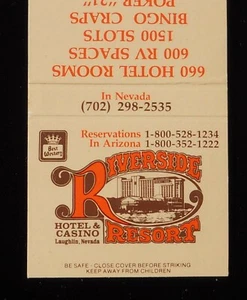 660 HOTEL ROOMS
600 RV SPACES
1500 SLOTS
BINGO CRAPS
POKER "21"
In Nevada
(702) 298-2535
Reservations 1-800-528-1234
In Arizona 1-800-352-1222
Best Western
RIVERSIDE
RESORT
HOTEL &
CASINO
Laughlin, Nevada
BE SAFE - CLOSE COVER BEFORE STRIKING
KEEP AWAY FROM CHILDREN